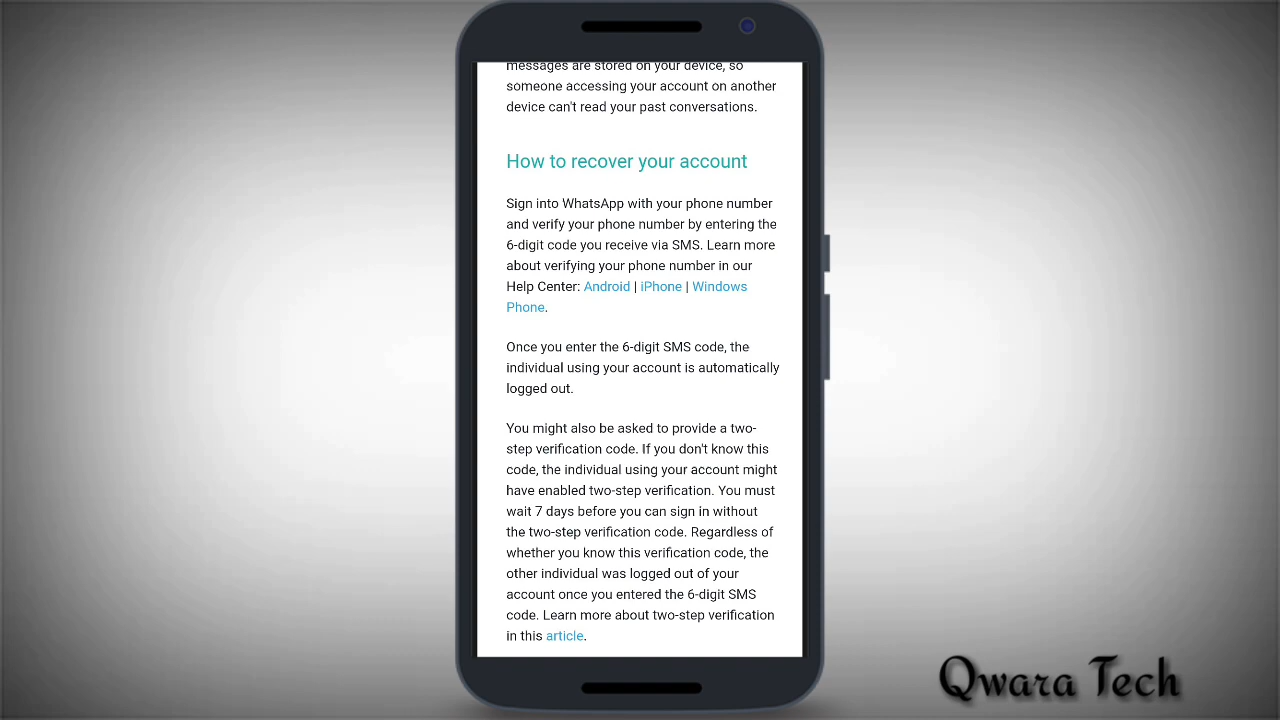 messages are stored on your device, so
someone accessing your account on another
device can't read your past conversations.
How to recover your account
Sign into WhatsApp with your phone number
and verify your phone number by entering the
6-digit code you receive via SMS. Learn more
about verifying your phone number in our
Help Center: Android | iPhone | Windows
Phone.
Once you enter the 6-digit SMS code, the
individual using your account is automatically
logged out.
You might also be asked to provide a two-
step verification code. If you don't know this
code, the individual using your account might
have enabled two-step verification. You must
wait 7 days before you can sign in without
the two-step verification code. Regardless of
whether you know this verification code, the
other individual was logged out of your
account once you entered the 6-digit SMS
code. Learn more about two-step verification
in this article.
Qwara Tech